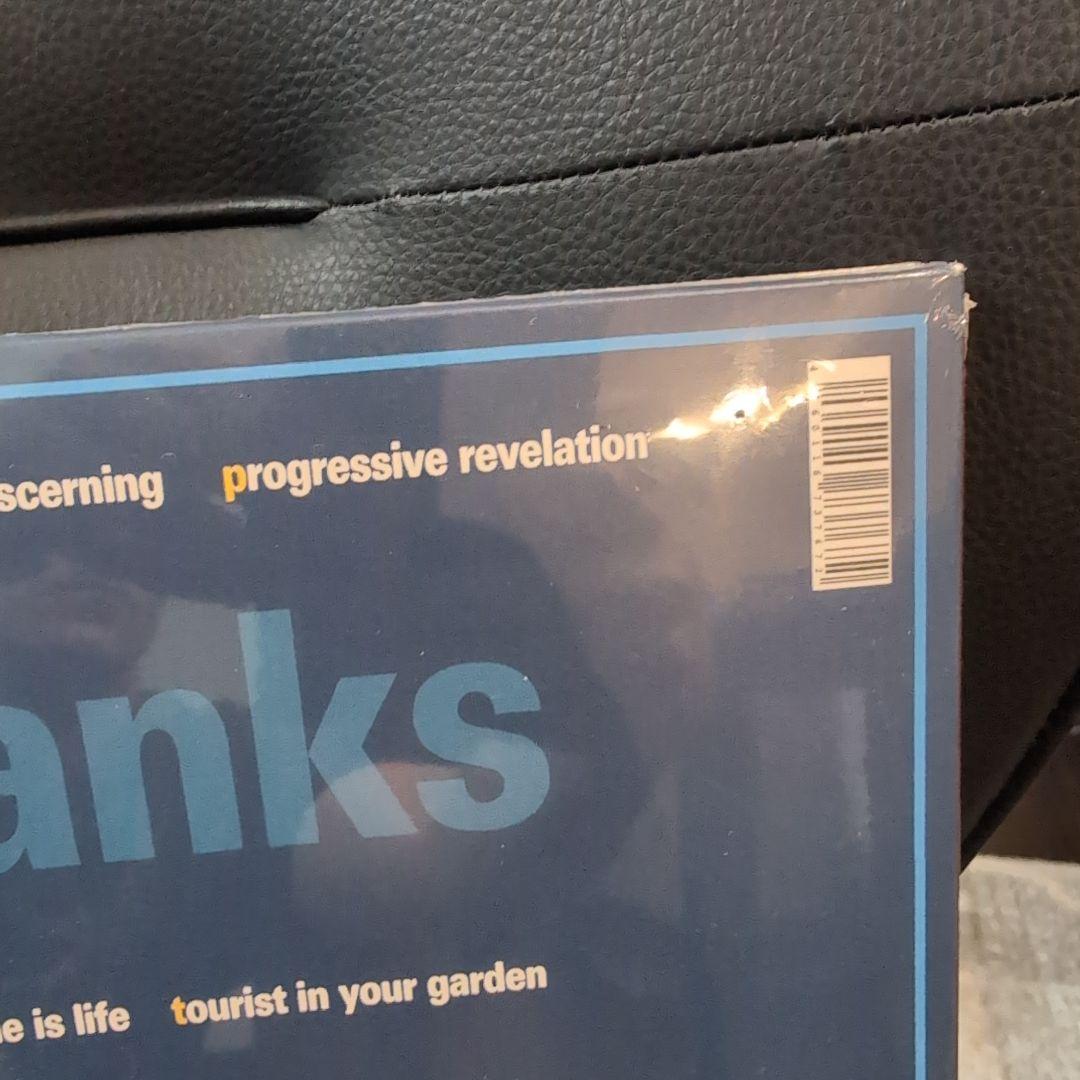 scerning progressive revelation
anks
e is life tourist in your garden